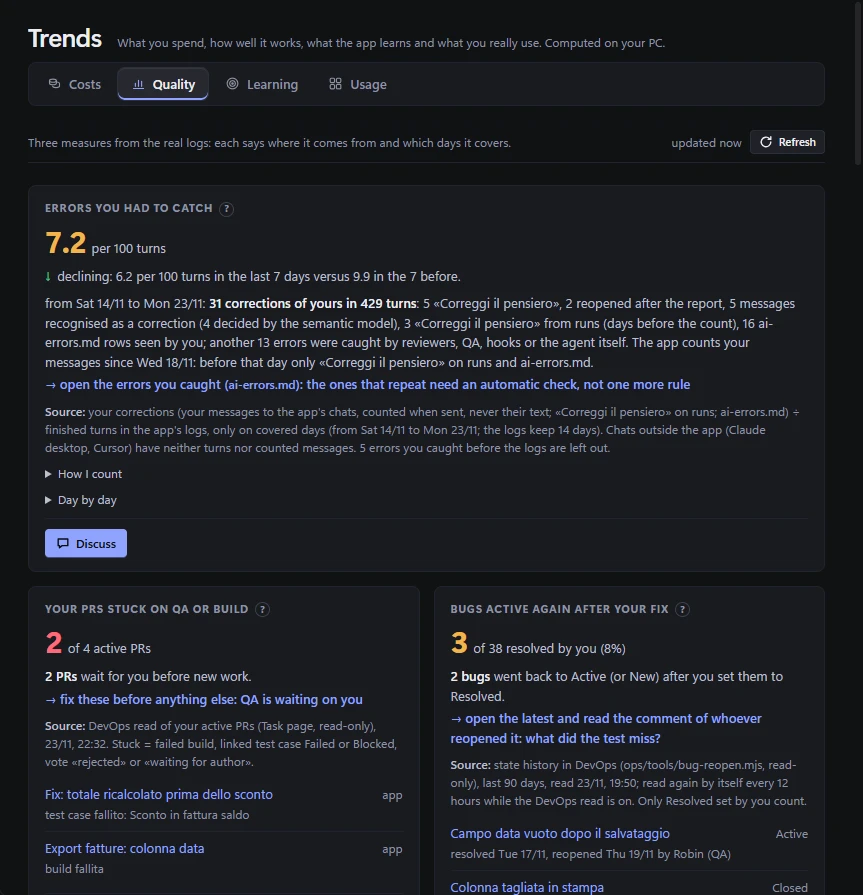 Trends
What you spend, how well it works, what the app learns and what you really use. Computed on your PC.
Costs
Quality
Learning
Usage
Three measures from the real logs: each says where it comes from and which days it covers.
updated now
Refresh
ERRORS YOU HAD TO CATCH ?
7.2 per 100 turns
↓ declining: 6.2 per 100 turns in the last 7 days versus 9.9 in the 7 before.
from Sat 14/11 to Mon 23/11: 31 corrections of yours in 429 turns: 5 «Correggi il pensiero», 2 reopened after the report, 5 messages
recognised as a correction (4 decided by the semantic model), 3 «Correggi il pensiero» from runs (days before the count), 16 ai-
errors.md rows seen by you; another 13 errors were caught by reviewers, QA, hooks or the agent itself. The app counts your
messages since Wed 18/11: before that day only «Correggi il pensiero» on runs and ai-errors.md.
→ open the errors you caught (ai-errors.md): the ones that repeat need an automatic check, not one more rule
Source: your corrections (your messages to the app's chats, counted when sent, never their text; «Correggi il pensiero» on runs; ai-errors.md) ÷
finished turns in the app's logs, only on covered days (from Sat 14/11 to Mon 23/11; the logs keep 14 days). Chats outside the app (Claude
desktop, Cursor) have neither turns nor counted messages. 5 errors you caught before the logs are left out.
▶ How I count
▶ Day by day
Discuss
YOUR PRS STUCK ON QA OR BUILD ?
2 of 4 active PRs
2 PRs wait for you before new work.
→ fix these before anything else: QA is waiting on you
Source: DevOps read of your active PRs (Task page, read-only),
23/11, 22:32. Stuck = failed build, linked test case Failed or Blocked,
vote «rejected» or «waiting for author».
Fix: totale ricalcolato prima dello sconto
app
test case fallito: Sconto in fattura saldo
Export fatture: colonna data
app
build fallita
BUGS ACTIVE AGAIN AFTER YOUR FIX ?
3 of 38 resolved by you (8%)
2 bugs went back to Active (or New) after you set them to
Resolved.
→ open the latest and read the comment of whoever
reopened it: what did the test miss?
Source: state history in DevOps (ops/tools/bug-reopen.mjs, read-
only), last 90 days, read 23/11, 19:50; read again by itself every 12
hours while the DevOps read is on. Only Resolved set by you count.
Campo data vuoto dopo il salvataggio
Active
resolved Tue 17/11, reopened Thu 19/11 by Robin (QA)
Colonna tagliata in stampa
Closed